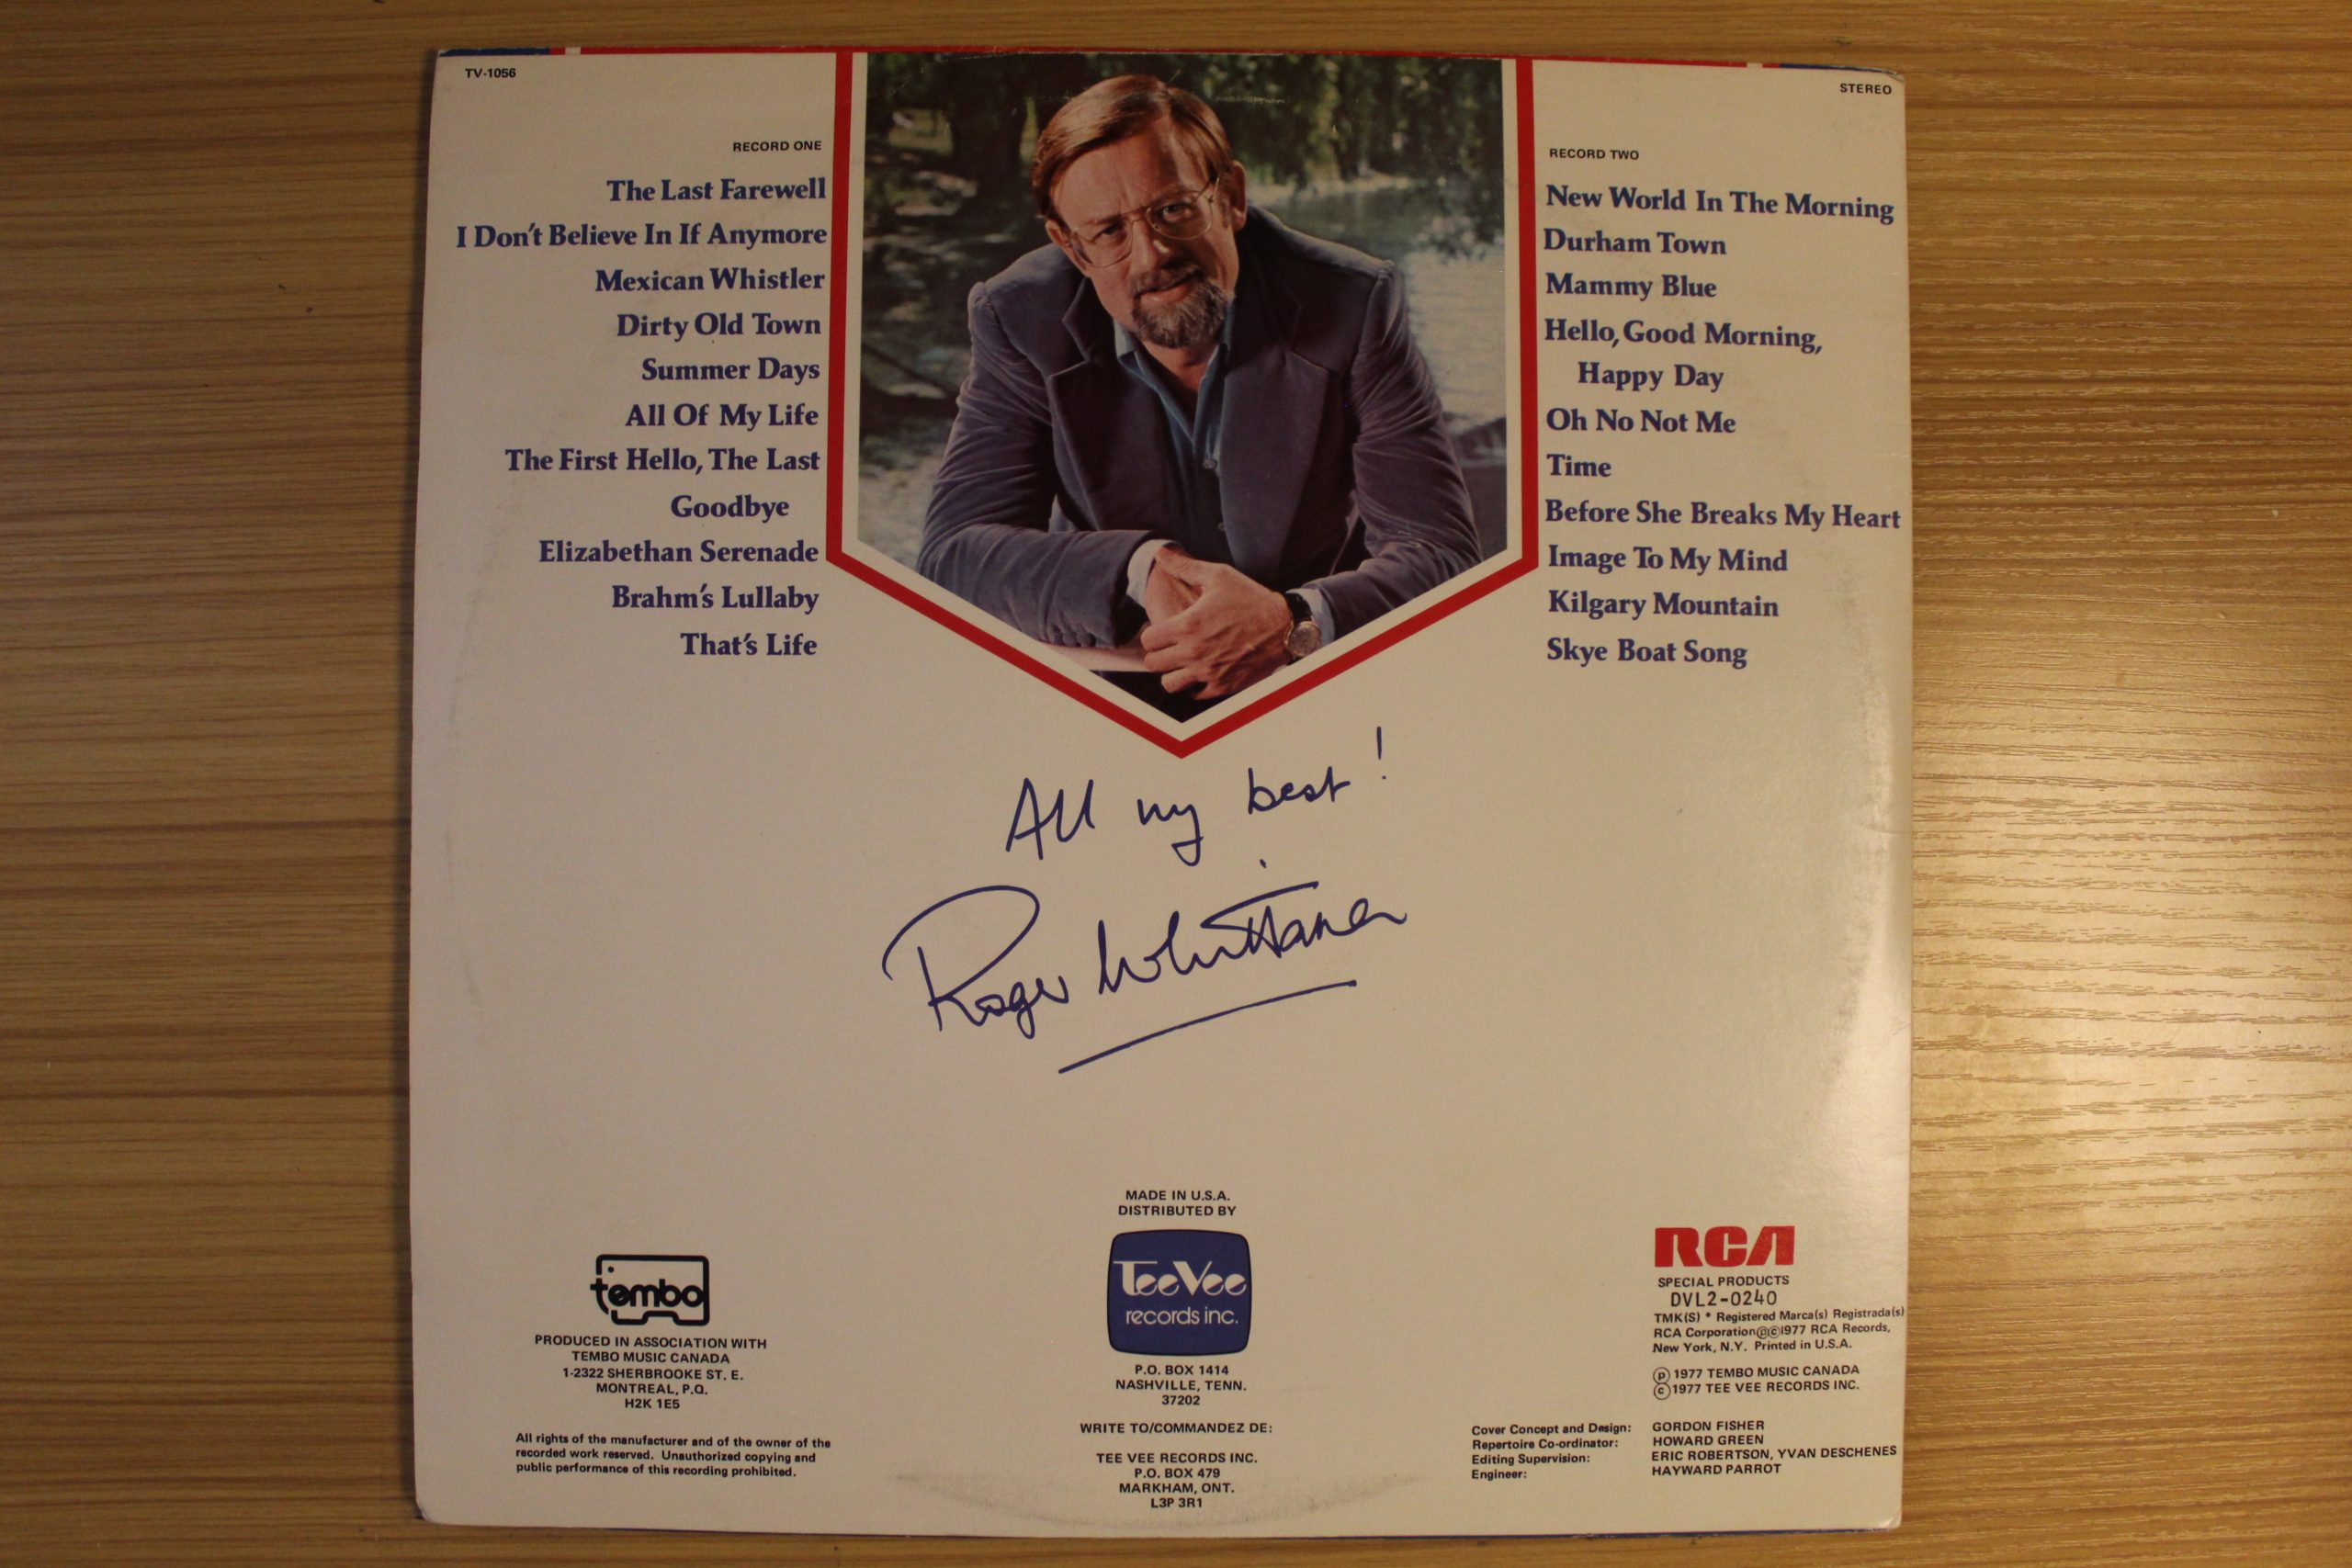 TV-1056
STEREO
RECORD ONE
The Last Farewell
I Don't Believe In If Anymore
Mexican Whistler
Dirty Old Town
Summer Days
All Of My Life
The First Hello, The Last
Goodbye
Elizabethan Serenade
Brahm's Lullaby
That's Life
RECORD TWO
New World In The Morning
Durham Town
Mammy Blue
Hello, Good Morning,
Happy Day
Oh No Not Me
Time
Before She Breaks My Heart
Image To My Mind
Kilgary Mountain
Skye Boat Song
All my best!
Roger Whittaker
tembo
PRODUCED IN ASSOCIATION WITH
TEMBO MUSIC CANADA
1-2322 SHERBROOKE ST. E.
MONTREAL, P.Q.
H2K 1E5
All rights of the manufacturer and of the owner of the
recorded work reserved. Unauthorized copying and
public performance of this recording prohibited.
MADE IN U.S.A.
DISTRIBUTED BY
TeeVee
records inc.
P.O. BOX 1414
NASHVILLE, TENN.
37202
WRITE TO/COMMANDEZ DE:
TEE VEE RECORDS INC.
P.O. BOX 479
MARKHAM, ONT.
L3P 3R1
RCA
SPECIAL PRODUCTS
DVL2-0240
TMK(S) * Registered Marca(s) Registrada(s)
RCA Corporation ℗©1977 RCA Records,
New York, N.Y. Printed in U.S.A.
℗ 1977 TEMBO MUSIC CANADA
© 1977 TEE VEE RECORDS INC.
Cover Concept and Design: GORDON FISHER
Repertoire Co-ordinator: HOWARD GREEN
Editing Supervision: ERIC ROBERTSON, YVAN DESCHENES
Engineer: HAYWARD PARROT